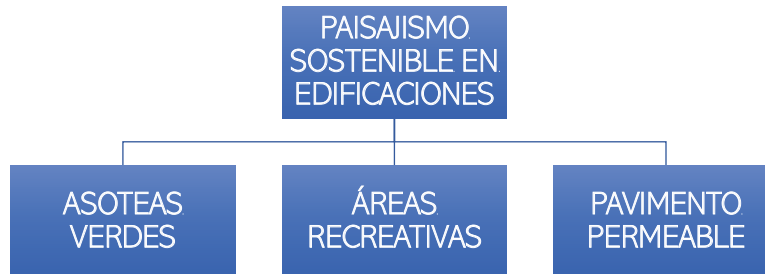 PAISAJISMO
SOSTENIBLE EN
EDIFICACIONES
ASOTEAS
VERDES
ÁREAS
RECREATIVAS
PAVIMENTO
PERMEABLE